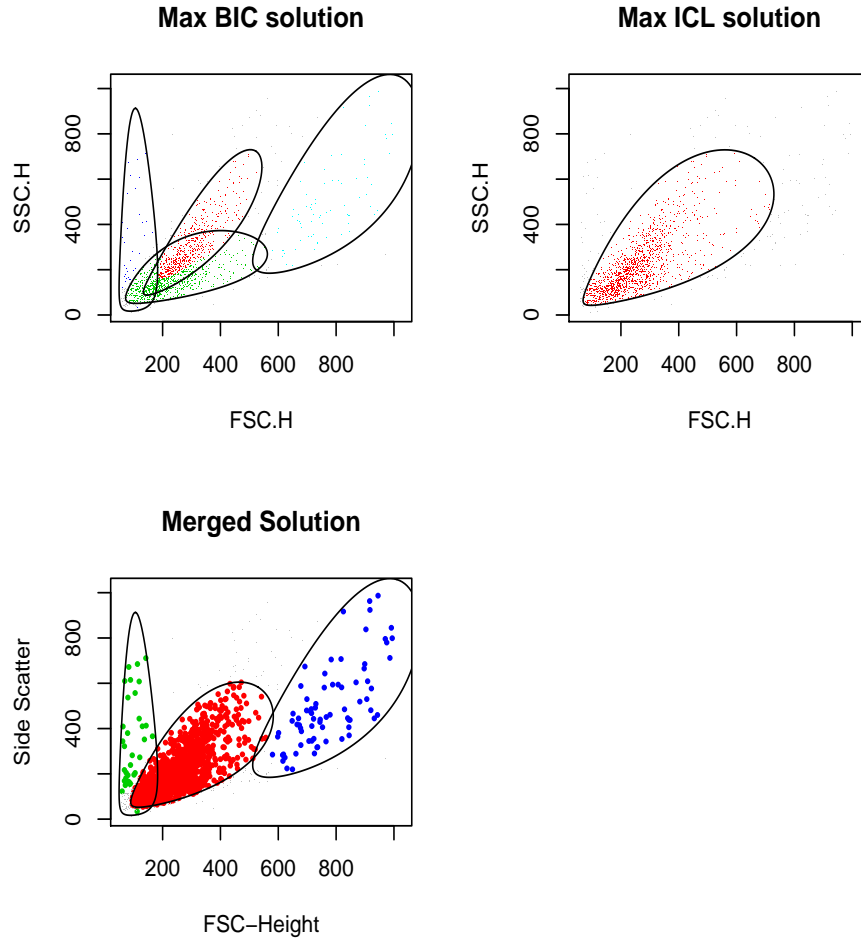 Max BIC solution
SSC.H
800
400
0
200 400 600 800
FSC.H
Max ICL solution
SSC.H
800
400
0
200 400 600 800
FSC.H
Merged Solution
Side Scatter
800
400
0
200 400 600 800
FSC−Height